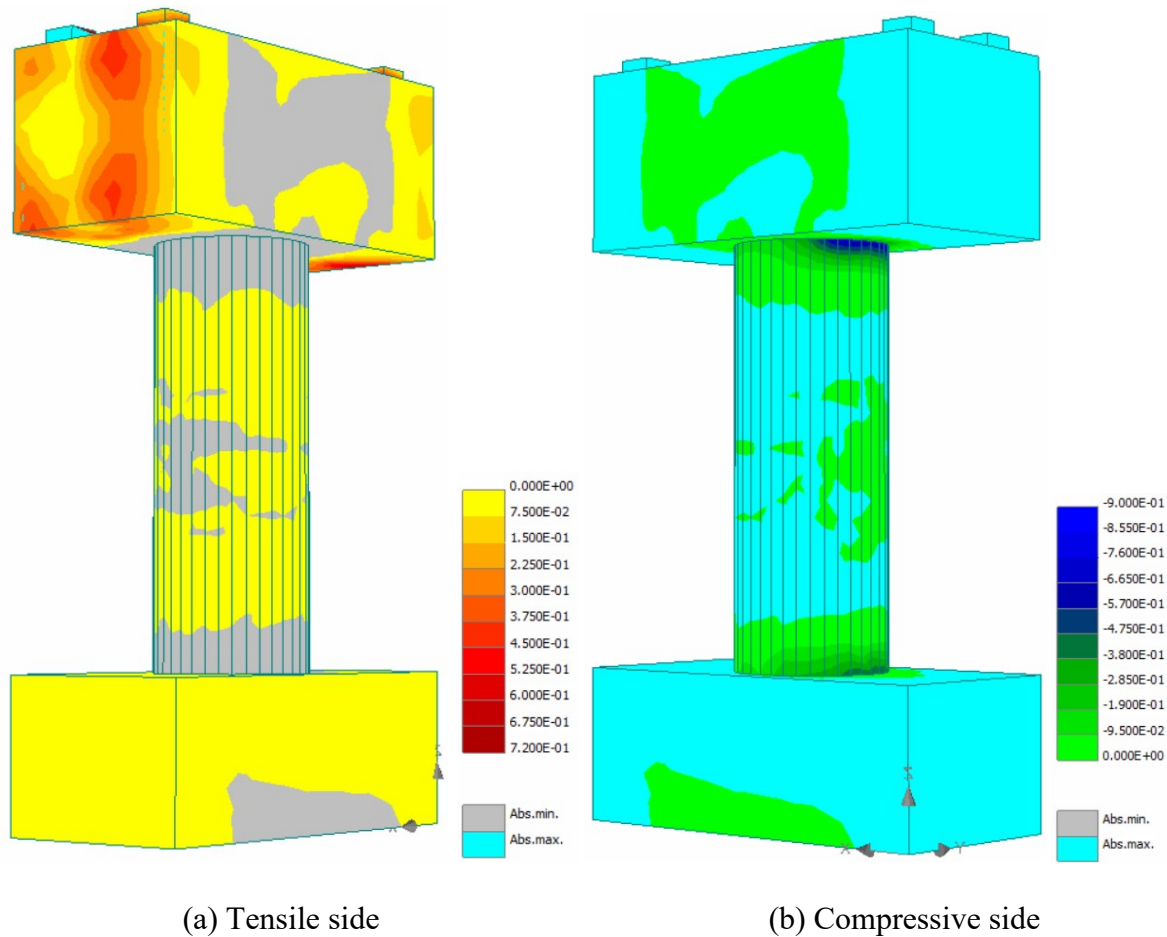 0.000E+00
7.500E-02
1.500E-01
2.250E-01
3.000E-01
3.750E-01
4.500E-01
5.250E-01
6.000E-01
6.750E-01
7.200E-01
Abs.min.
Abs.max.
-9.000E-01
-8.550E-01
-7.600E-01
-6.650E-01
-5.700E-01
-4.750E-01
-3.800E-01
-2.850E-01
-1.900E-01
-9.500E-02
0.000E+00
Abs.min.
Abs.max.
X
Y
(a) Tensile side
(b) Compressive side